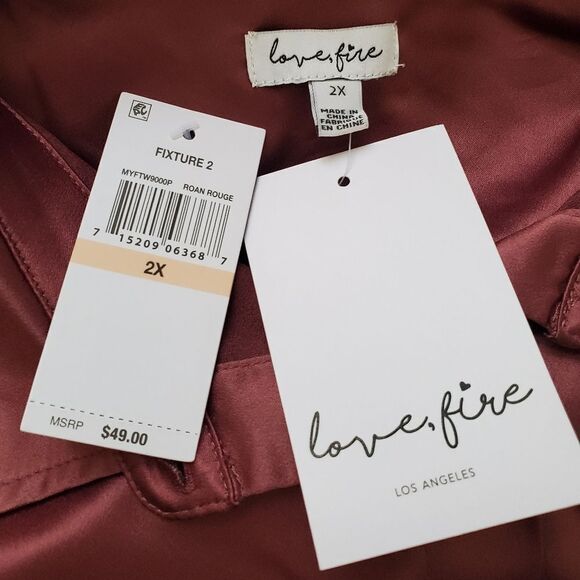 love, fire
2X
MADE IN
CHINA
FABRIQUÉ
EN CHINE
FIXTURE 2
MYFTW9000P ROAN ROUGE
7 15209 06368 7
2X
MSRP $49.00
love, fire
LOS ANGELES